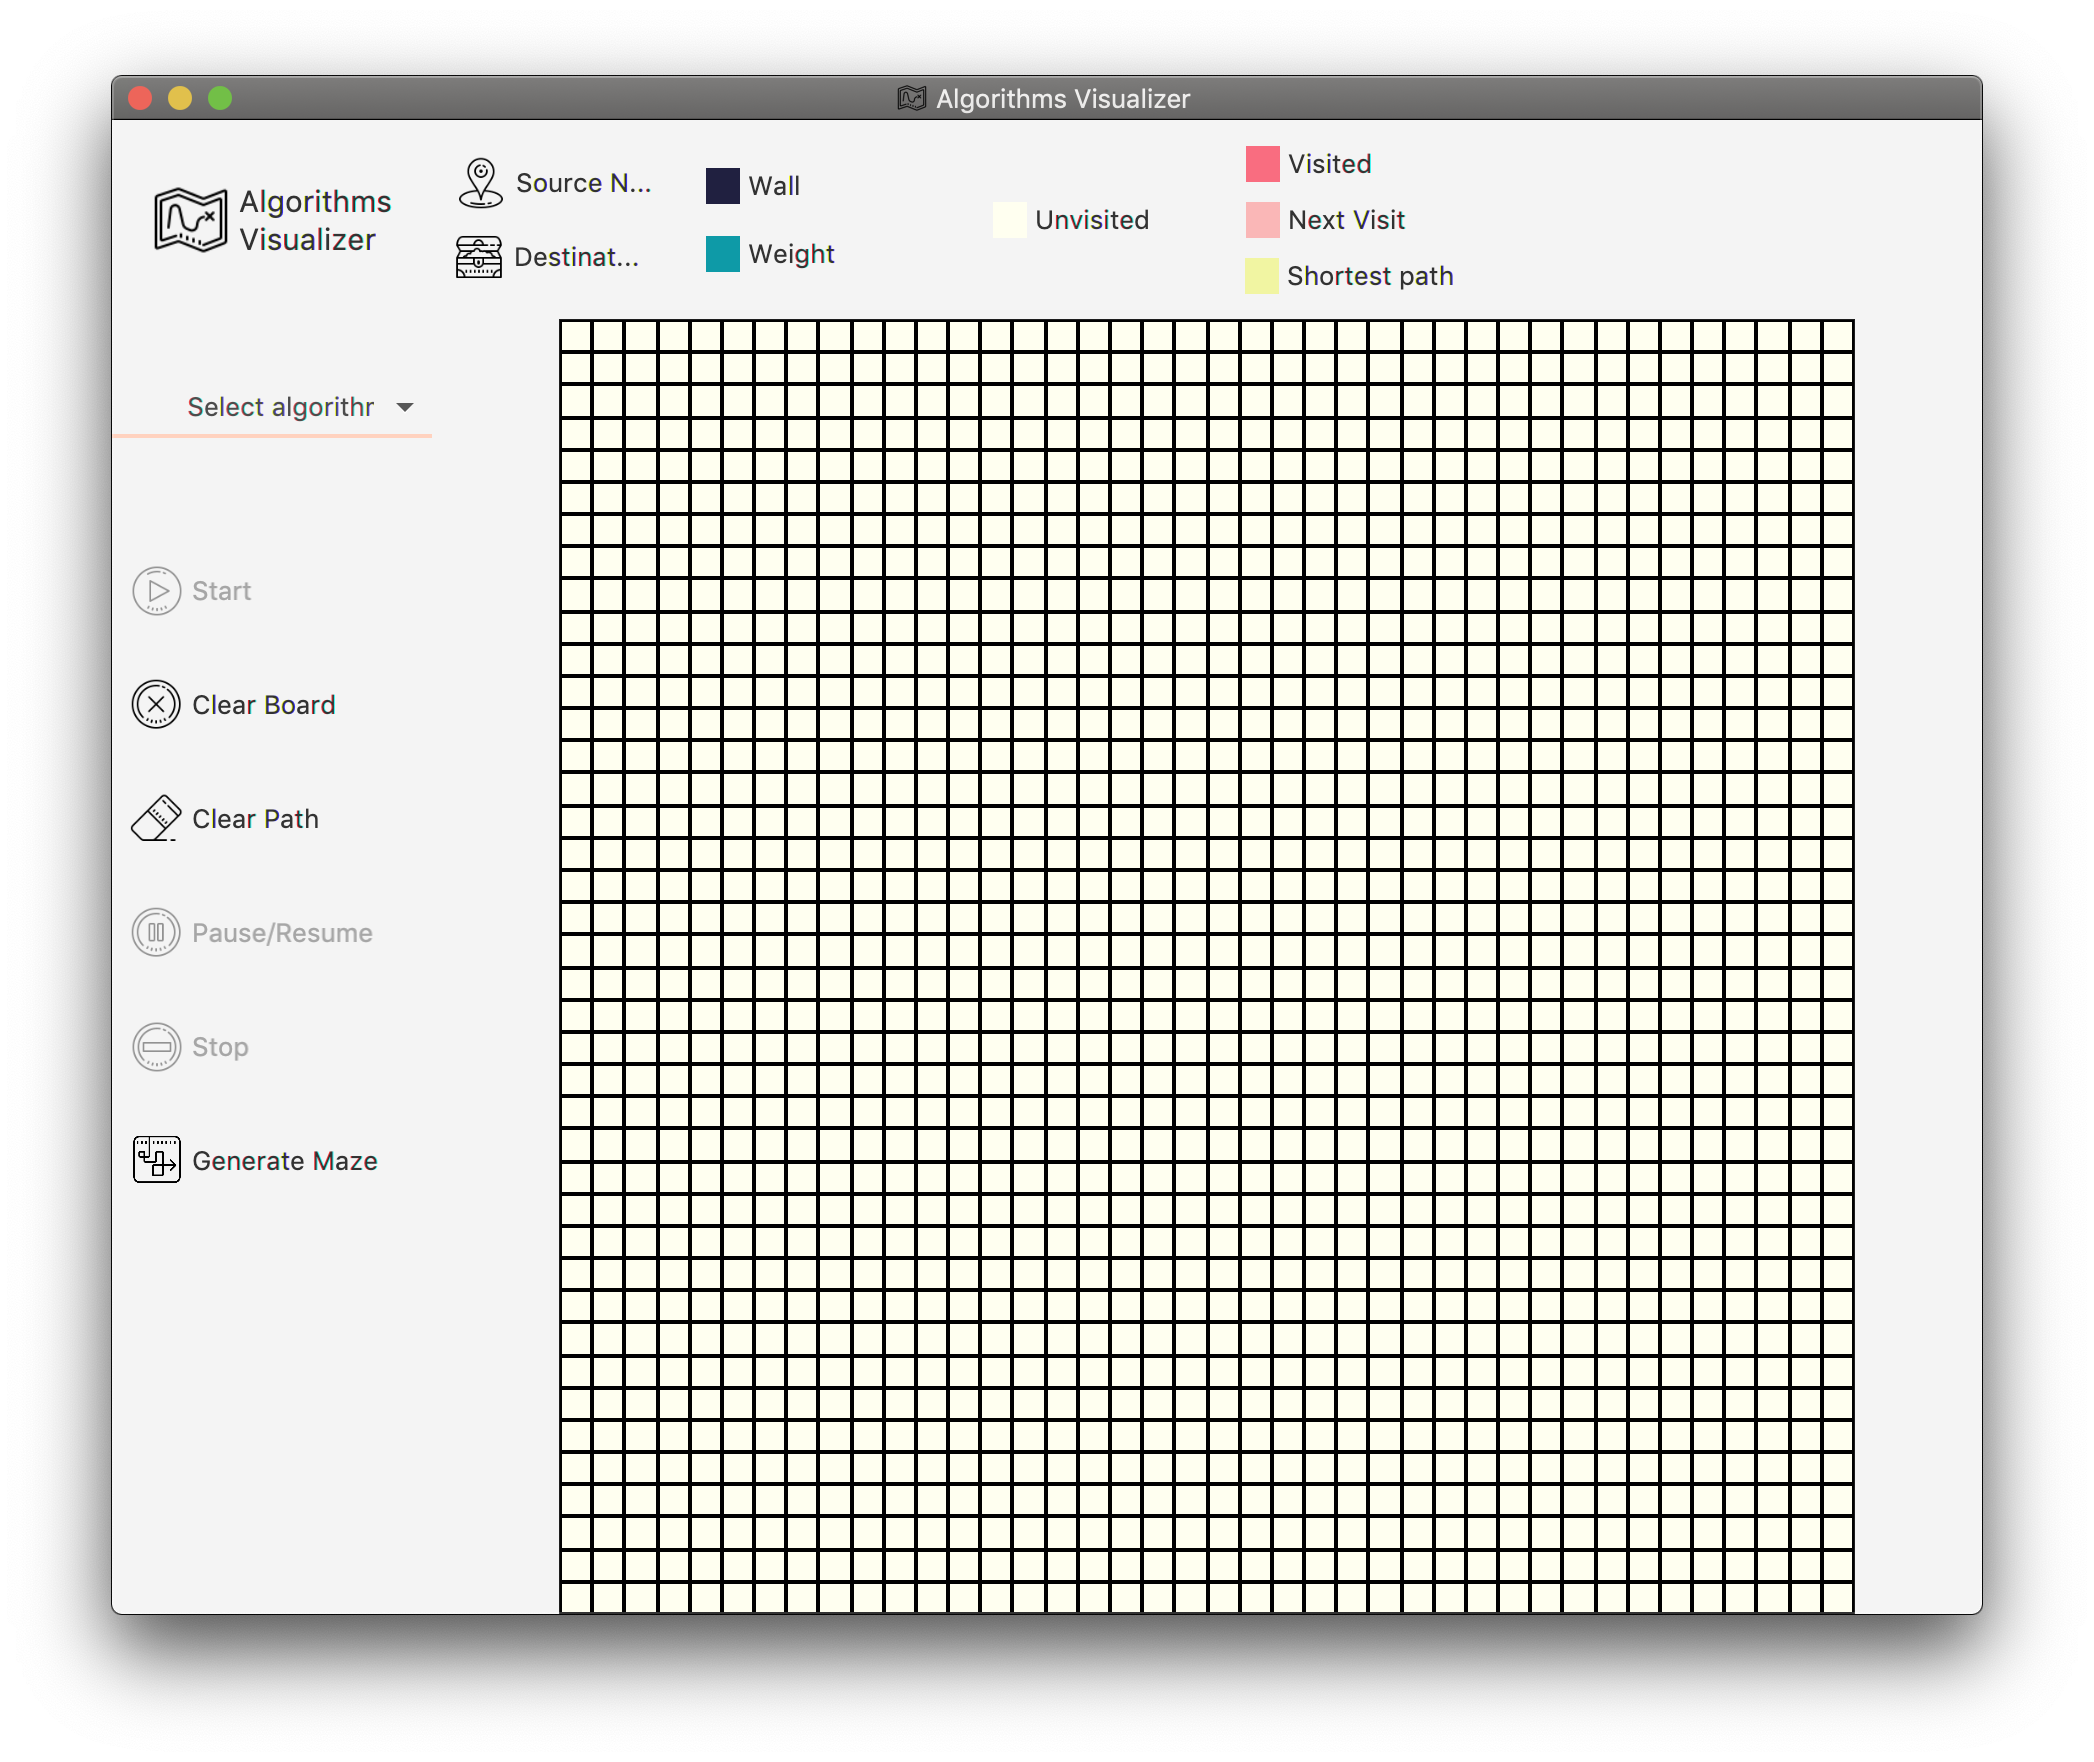 Algorithms Visualizer
Algorithms
Visualizer
Source N...
Destinat...
Wall
Weight
Unvisited
Visited
Next Visit
Shortest path
Select algorithr
Start
Clear Board
Clear Path
Pause/Resume
Stop
Generate Maze